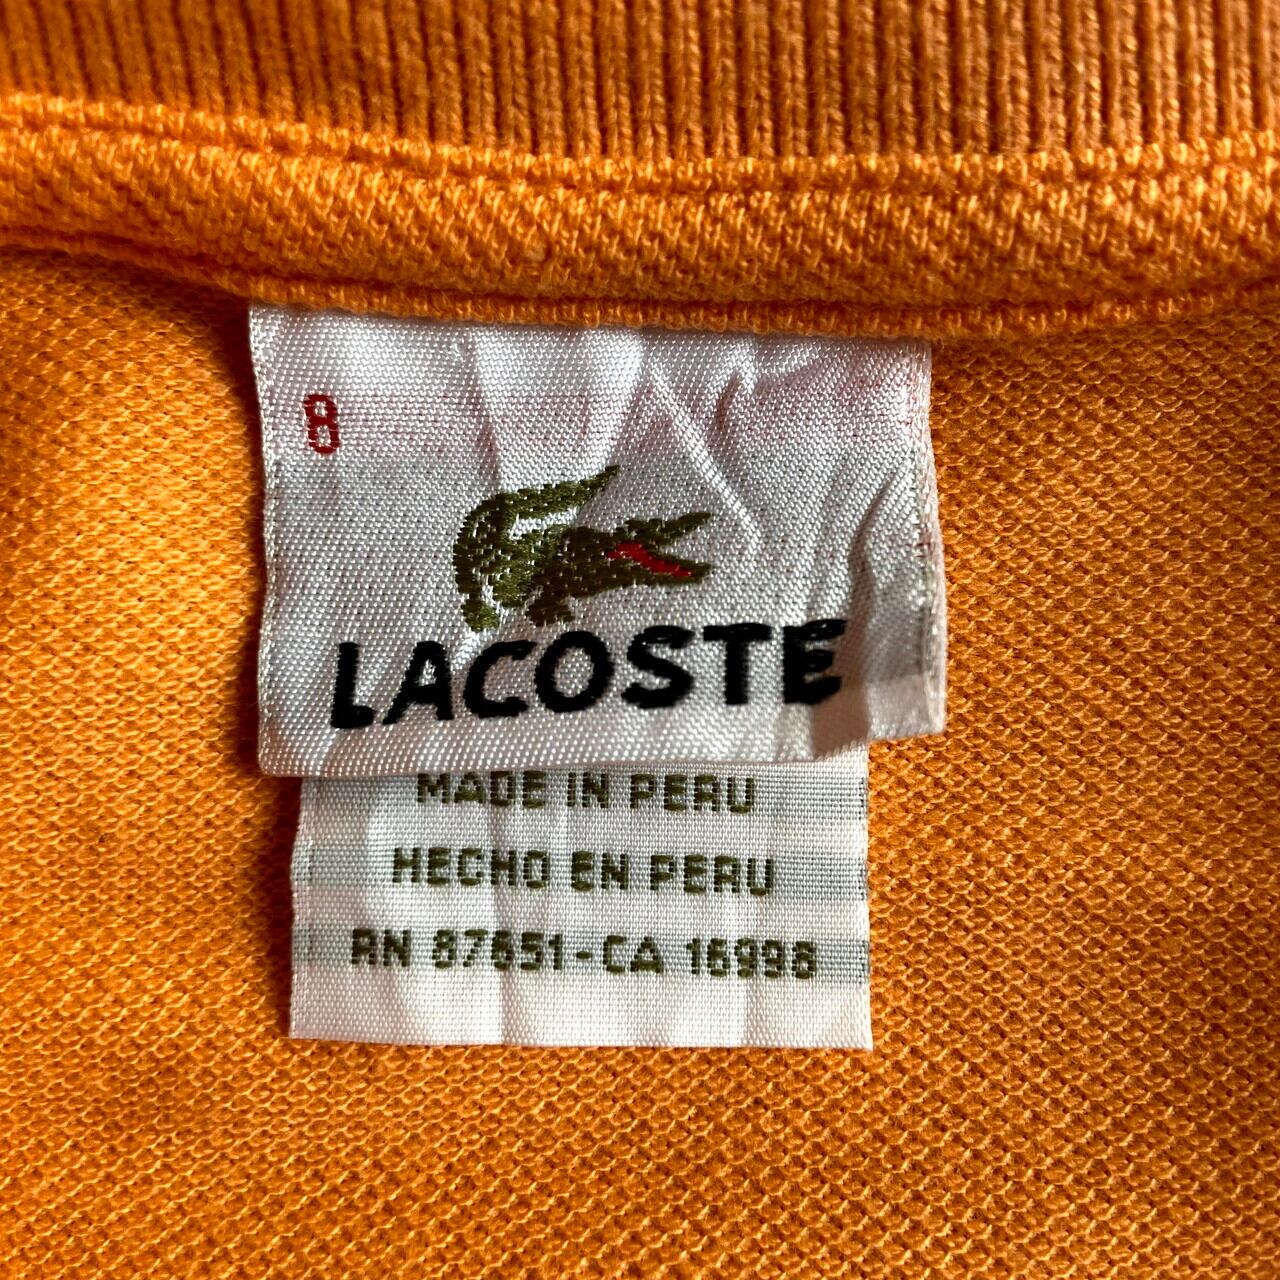 8
LACOSTE
MADE IN PERU
HECHO EN PERU
RN 87651-CA 16998